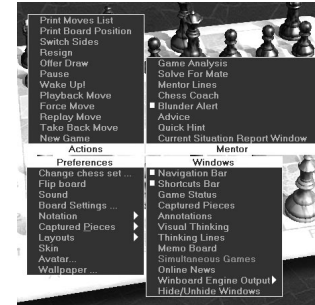 Print Moves List
Print Board Position
Switch Sides
Resign
Offer Draw
Pause
Wake Up!
Playback Move
Force Move
Replay Move
Take Back Move
New Game
Actions
Game Analysis
Solve For Mate
Mentor Lines
Chess Coach
Blunder Alert
Advice
Quick Hint
Current Situation Report Window
Mentor
Preferences
Change chess set ...
Flip board
Sound
Board Settings ...
Notation
Captured Pieces
Layouts
Skin
Avatar...
Wallpaper ...
Windows
Navigation Bar
Shortcuts Bar
Game Status
Captured Pieces
Annotations
Visual Thinking
Thinking Lines
Memo Board
Simultaneous Games
Online News
Winboard Engine Output
Hide/Unhide Windows